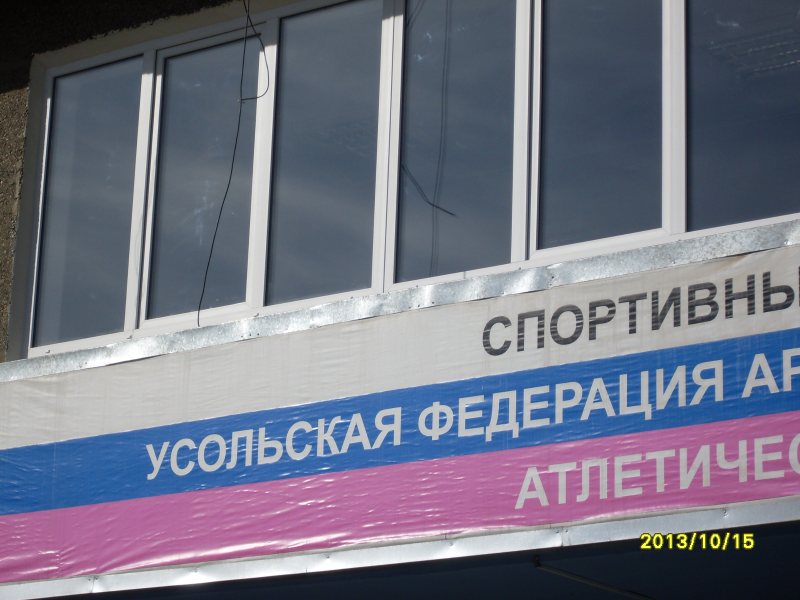 СПОРТИВНЫ
УСОЛЬСКАЯ ФЕДЕРАЦИЯ АР
АТЛЕТИЧЕС
2013/10/15